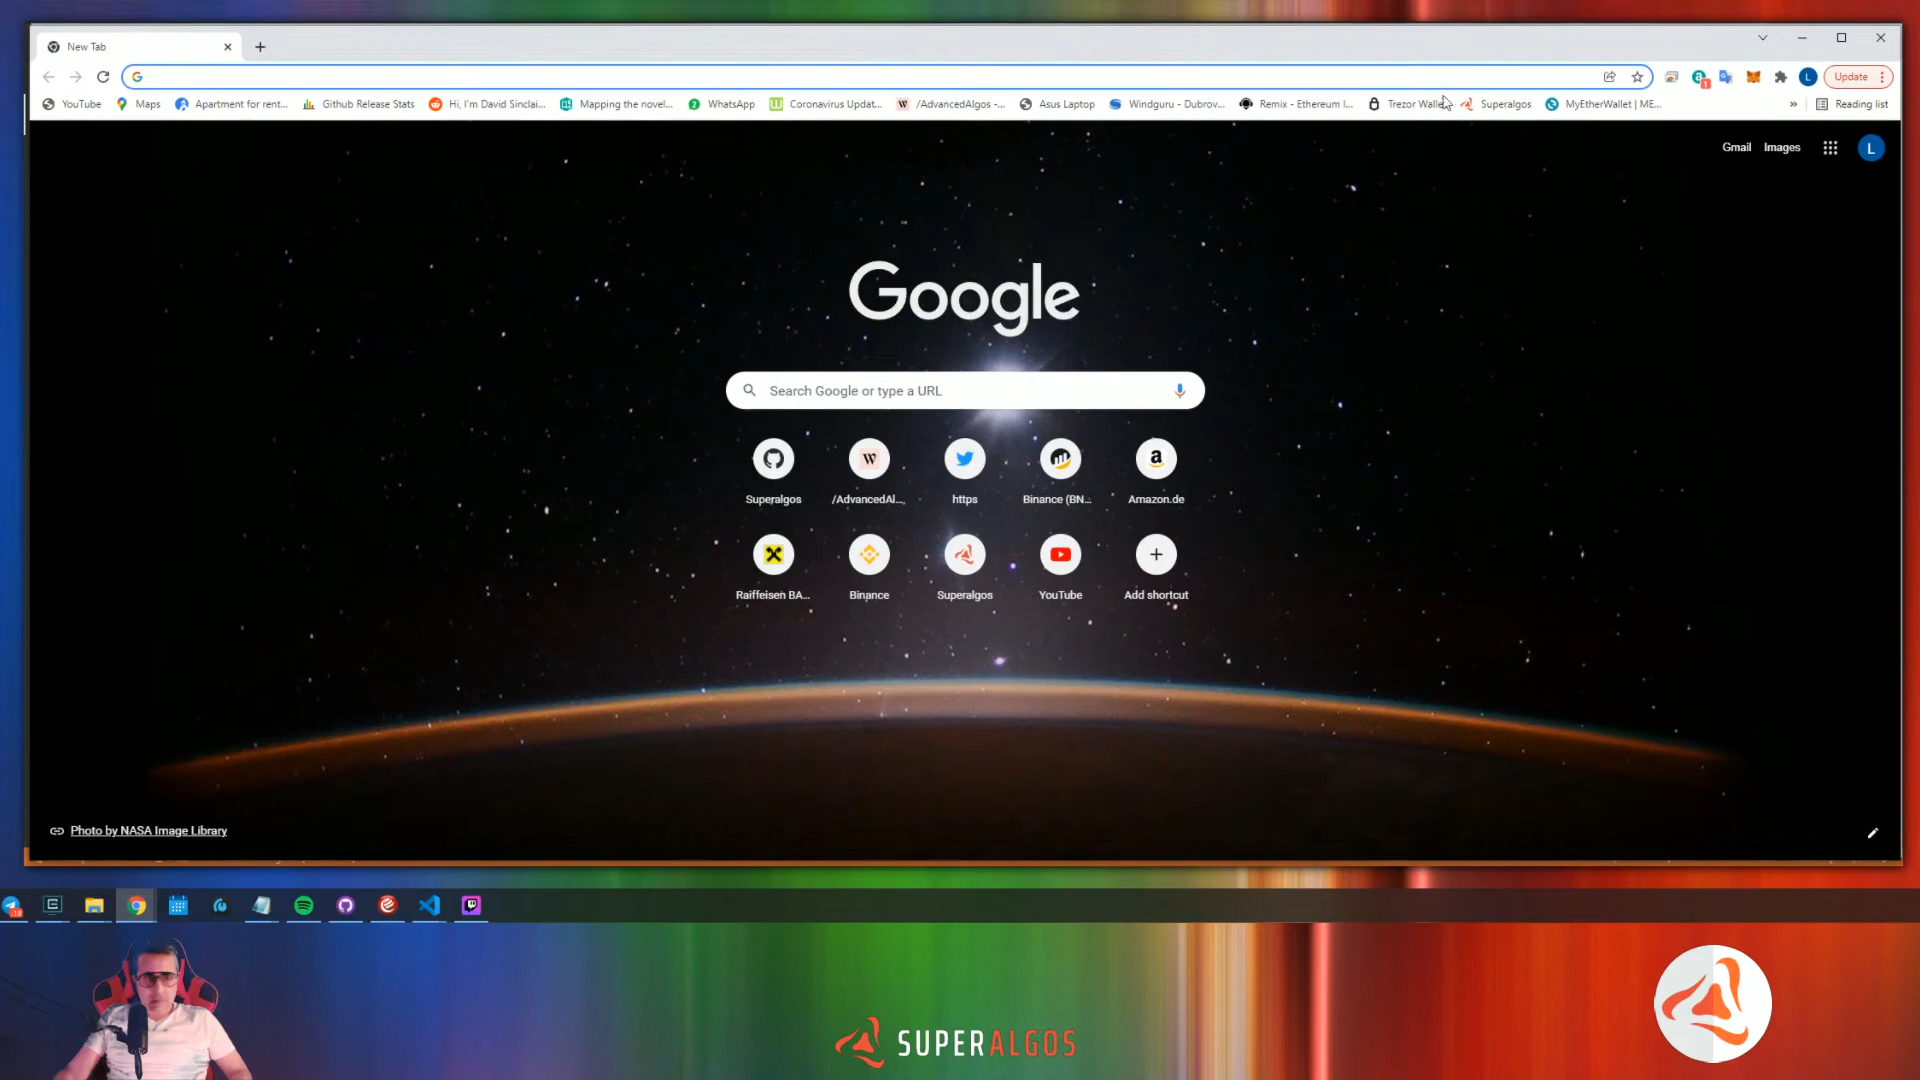 New Tab
Update
YouTube
Maps
Apartment for rent...
Github Release Stats
Hi, I'm David Sinclai...
Mapping the novel...
WhatsApp
Coronavirus Updat...
/AdvancedAlgos -...
Asus Laptop
Windguru - Dubrov...
Remix - Ethereum I...
Trezor Walle
Superalgos
MyEtherWallet | ME...
»
Reading list
Gmail
Images
L
Google
Search Google or type a URL
Superalgos
/AdvancedAl...
https
Binance (BN...
Amazon.de
Raiffeisen BA...
Binance
Superalgos
YouTube
Add shortcut
Photo by NASA Image Library
SUPERALGOS